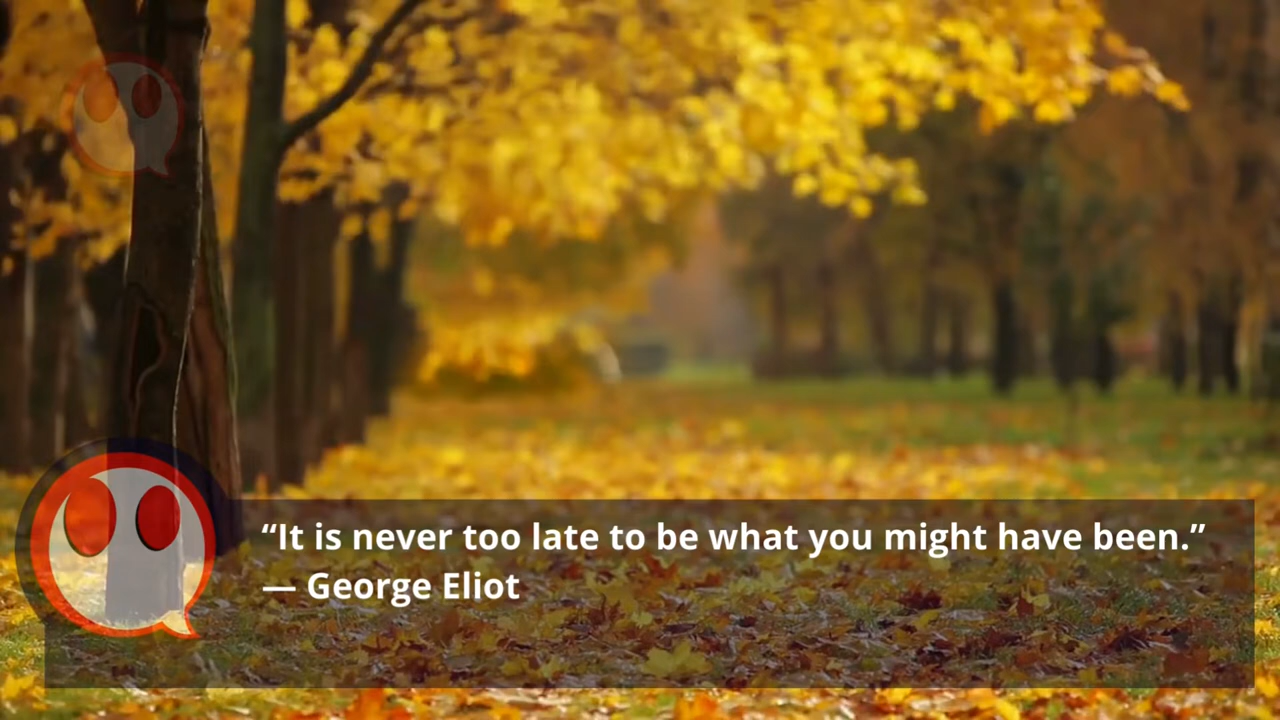 “It is never too late to be what you might have been.”
— George Eliot